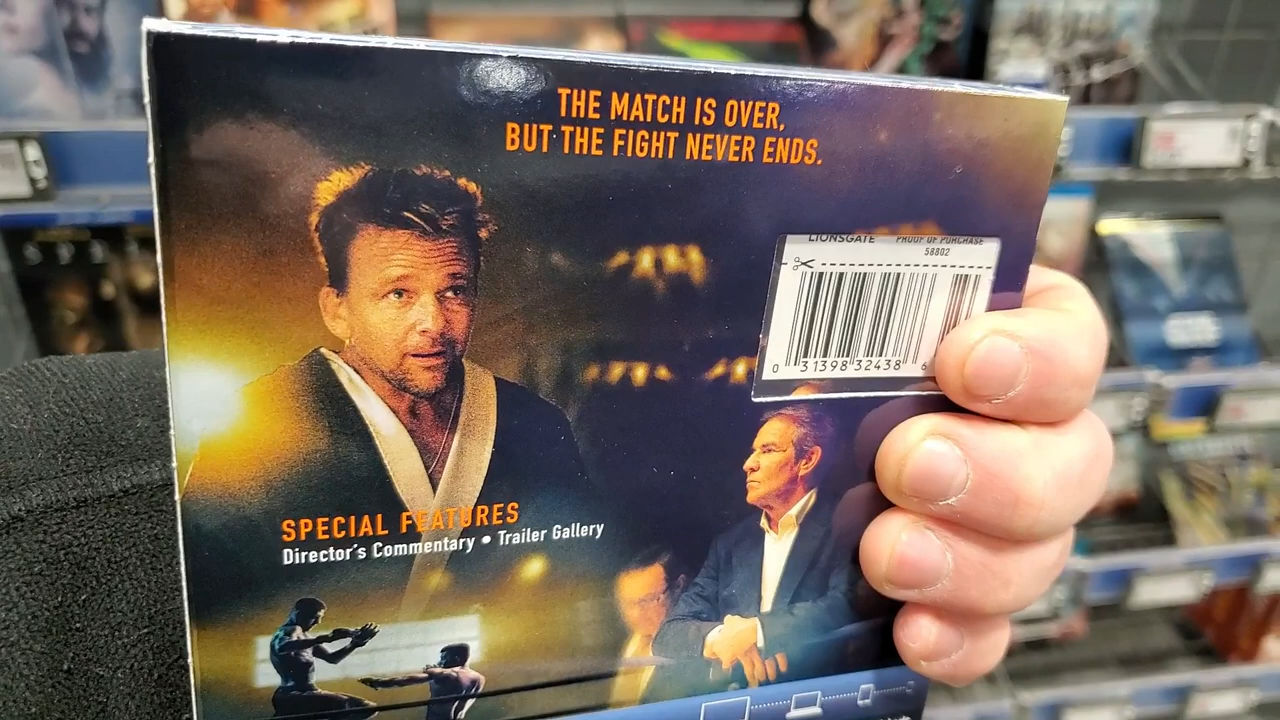 THE MATCH IS OVER,
BUT THE FIGHT NEVER ENDS.
LIONSGATE PROOF OF PURCHASE
58802
0 31398 32438 6
SPECIAL FEATURES
Director's Commentary • Trailer Gallery